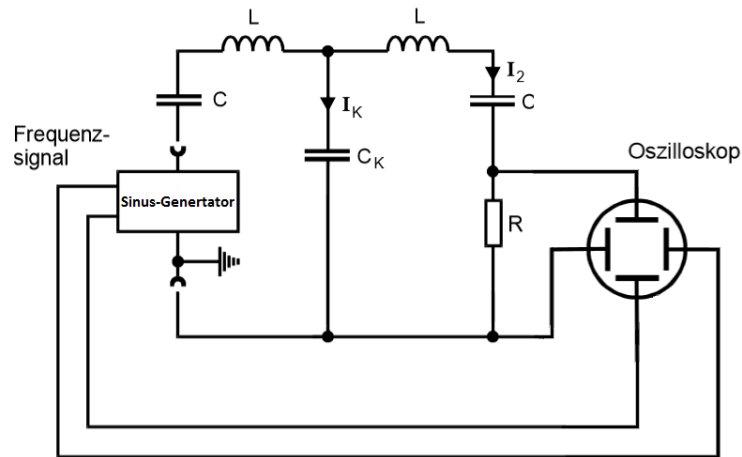 L
L
C
I2
C
IK
CK
Frequenz-
signal
Sinus-Genertator
Oszilloskop
R